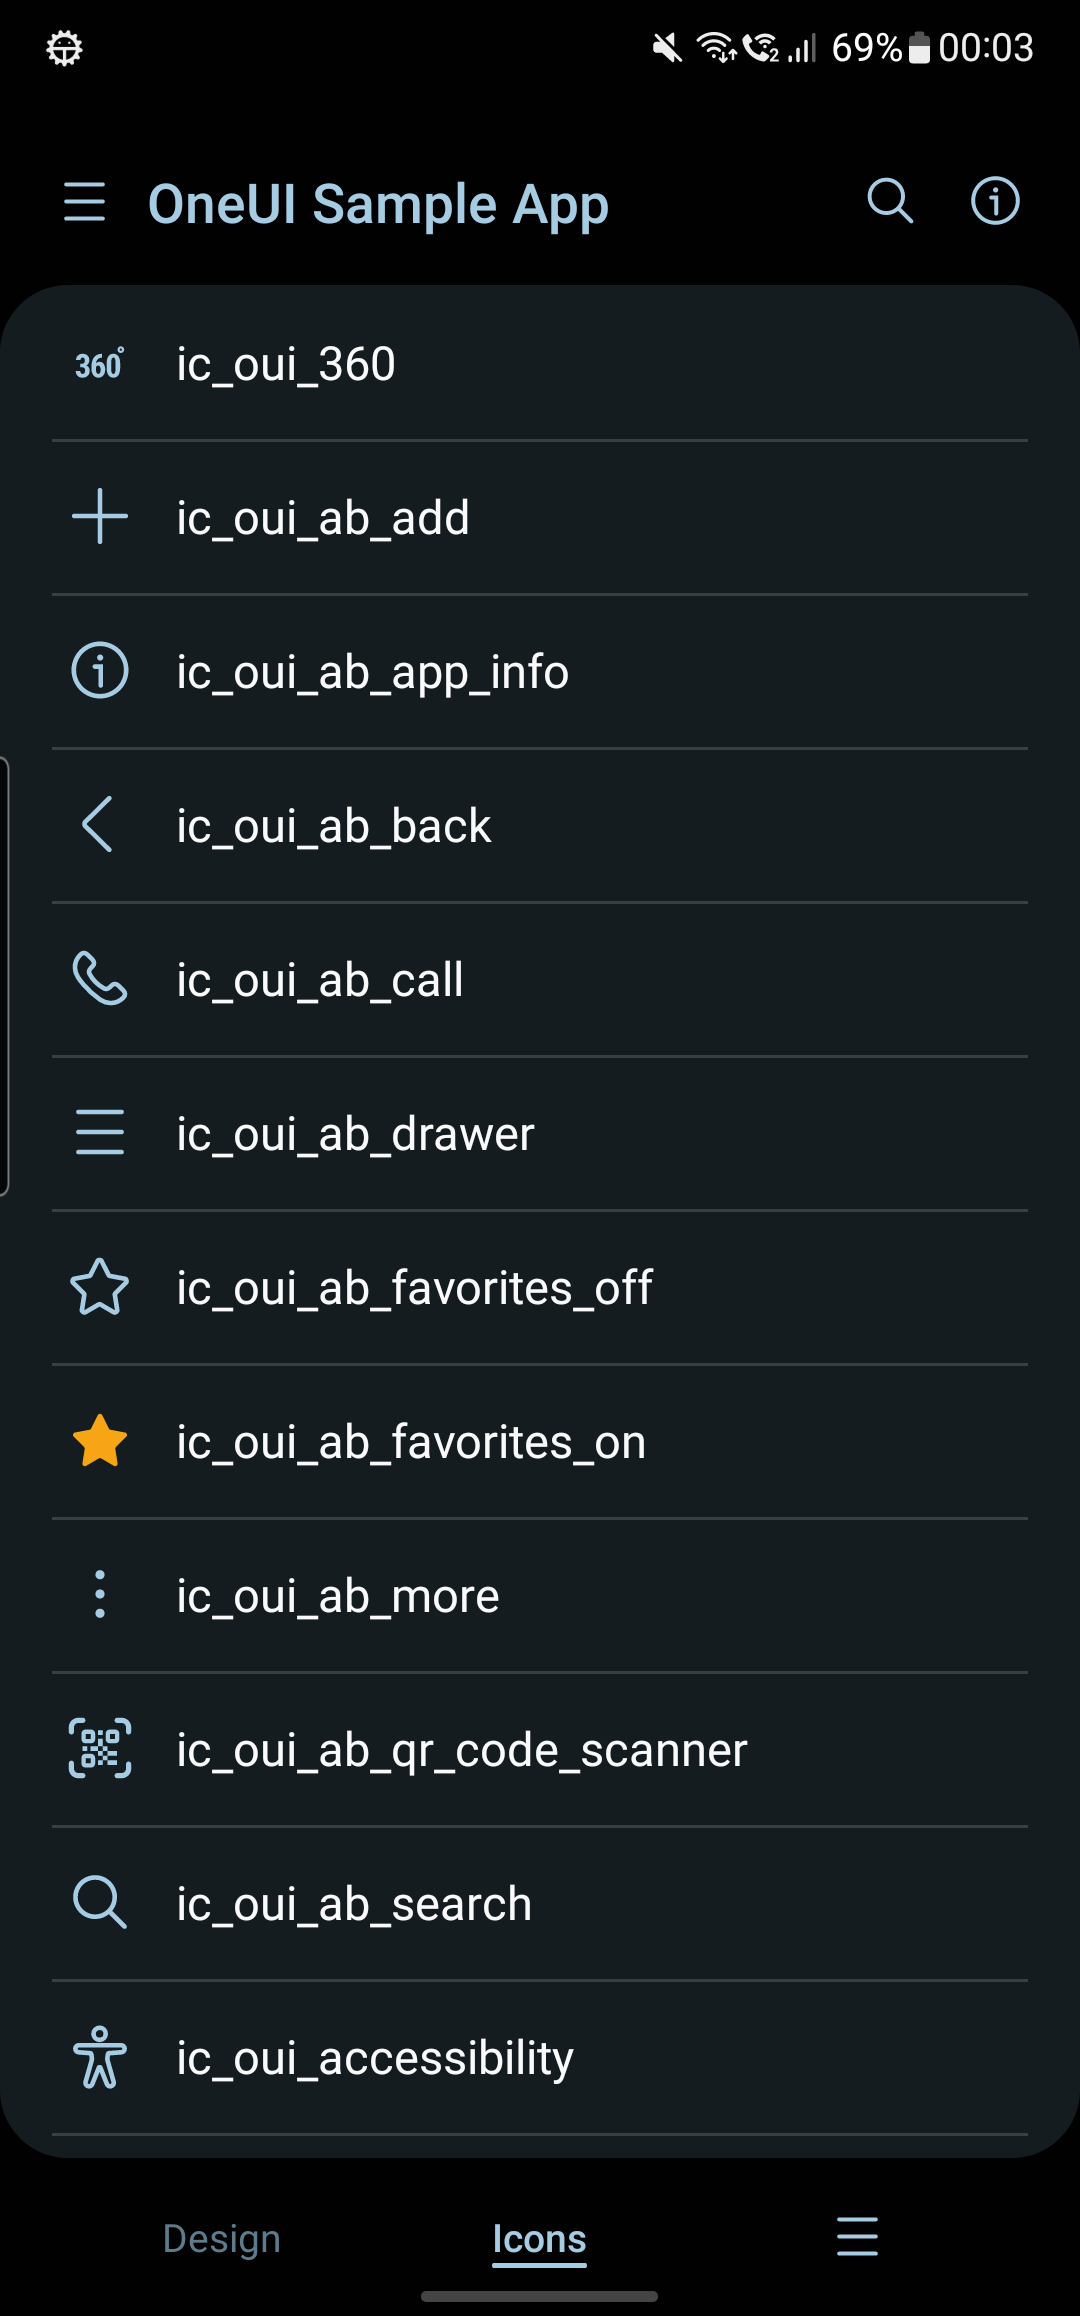 69% 00:03
OneUI Sample App
360° ic_oui_360
ic_oui_ab_add
ic_oui_ab_app_info
ic_oui_ab_back
ic_oui_ab_call
ic_oui_ab_drawer
ic_oui_ab_favorites_off
ic_oui_ab_favorites_on
ic_oui_ab_more
ic_oui_ab_qr_code_scanner
ic_oui_ab_search
ic_oui_accessibility
Design Icons